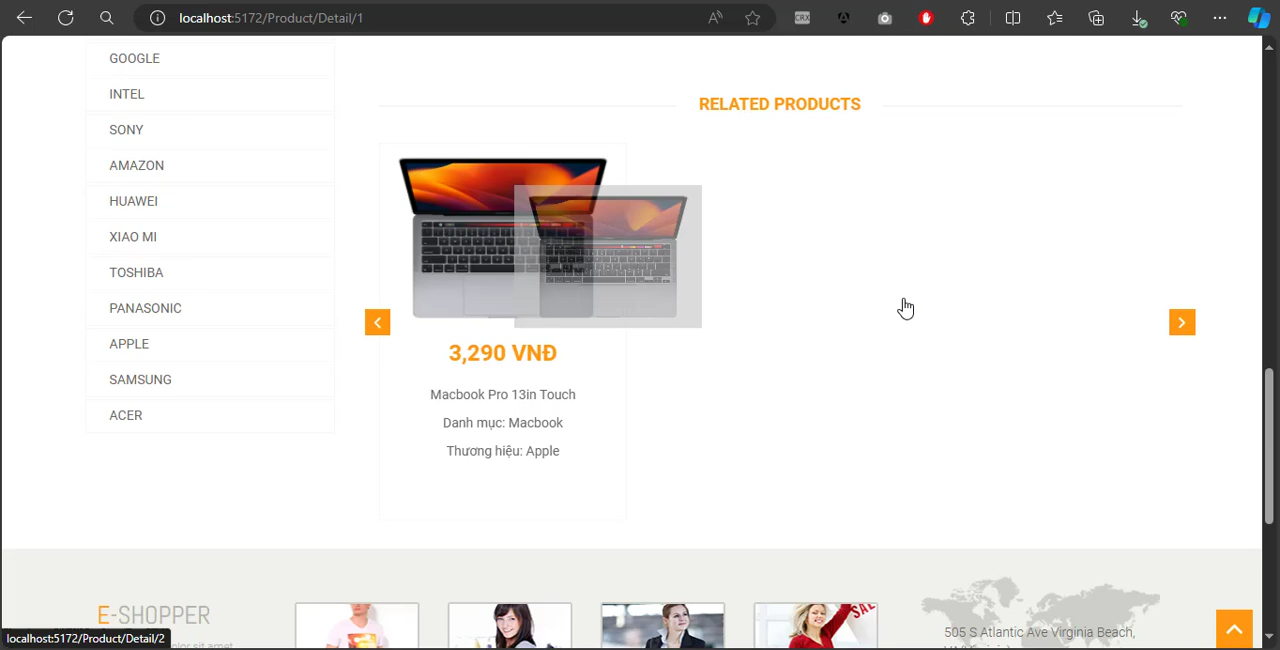 localhost:5172/Product/Detail/1
CRX
GOOGLE
INTEL
SONY
AMAZON
HUAWEI
XIAO MI
TOSHIBA
PANASONIC
APPLE
SAMSUNG
ACER
RELATED PRODUCTS
3,290 VNĐ
Macbook Pro 13in Touch
Danh mục: Macbook
Thương hiệu: Apple
E-SHOPPER
SALE
505 S Atlantic Ave Virginia Beach,
localhost:5172/Product/Detail/2